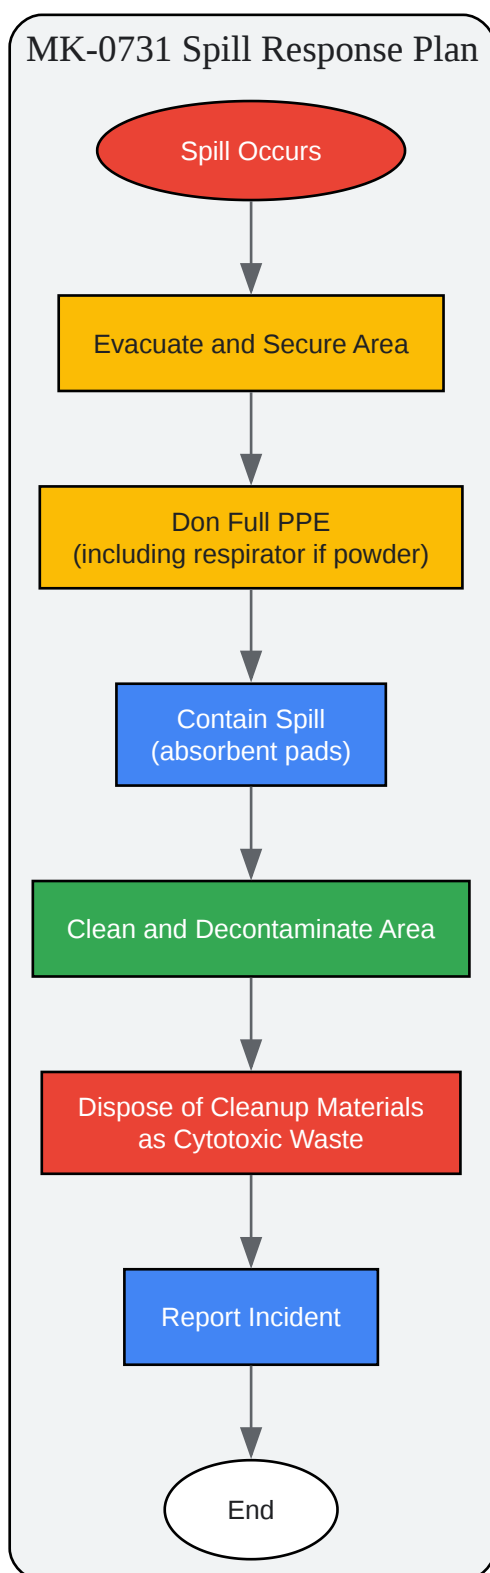 MK-0731 Spill Response Plan
Spill Occurs
Evacuate and Secure Area
Don Full PPE
(including respirator if powder)
Contain Spill
(absorbent pads)
Clean and Decontaminate Area
Dispose of Cleanup Materials
as Cytotoxic Waste
Report Incident
End